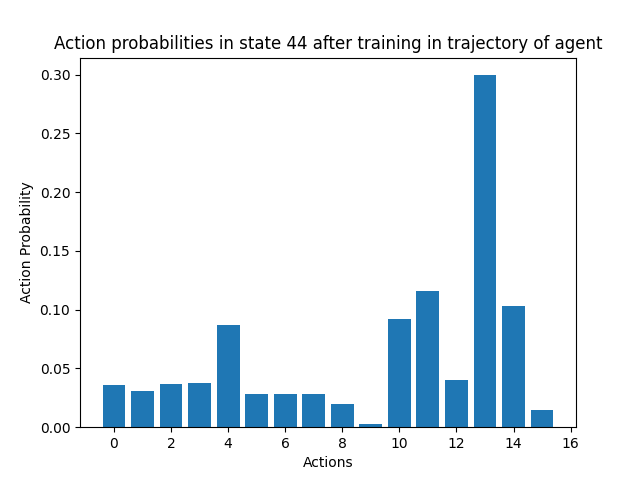 Action probabilities in state 44 after training in trajectory of agent
0.30
0.25
0.20
0.15
0.10
0.05
0.00
Action Probability
0 2 4 6 8 10 12 14 16
Actions